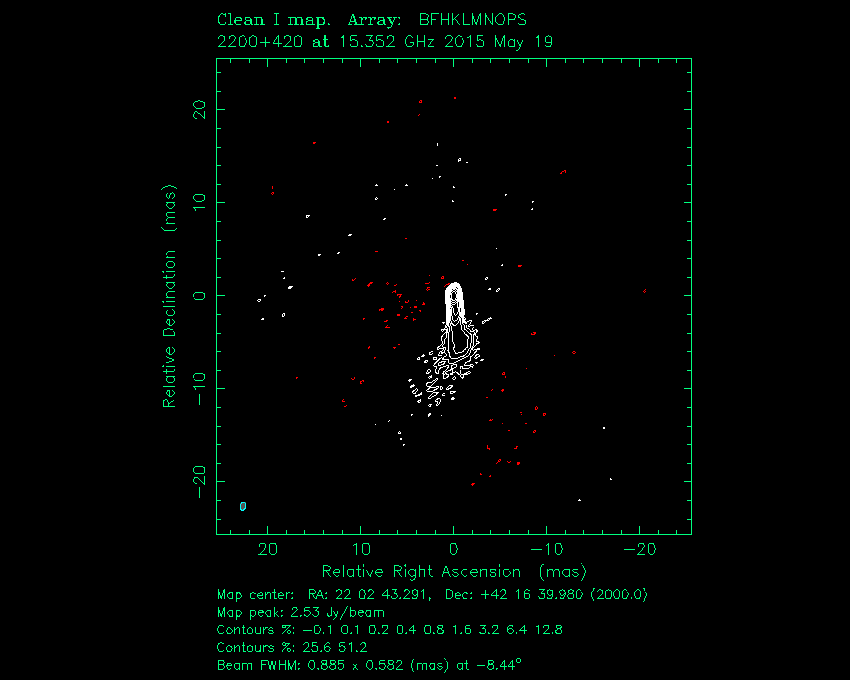 Clean I map. Array: BFHKLMNOPS
2200+420 at 15.352 GHz 2015 May 19
Relative Declination (mas)
20
10
0
−10
−20
20 10 0 −10 −20
Relative Right Ascension (mas)
Map center: RA: 22 02 43.291, Dec: +42 16 39.980 (2000.0)
Map peak: 2.53 Jy/beam
Contours %: −0.1 0.1 0.2 0.4 0.8 1.6 3.2 6.4 12.8
Contours %: 25.6 51.2
Beam FWHM: 0.885 x 0.582 (mas) at −8.44°